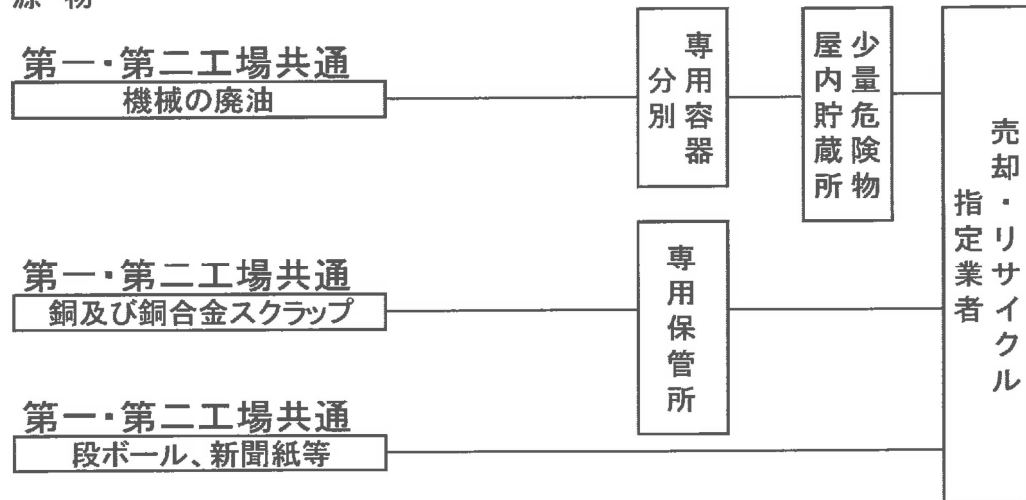 源物
第一・第二工場共通
機械の廃油
専用容器
分別
少量危険物
屋内貯蔵所
売却・リサイクル
指定業者
第一・第二工場共通
銅及び銅合金スクラップ
専用保管所
第一・第二工場共通
段ボール、新聞紙等